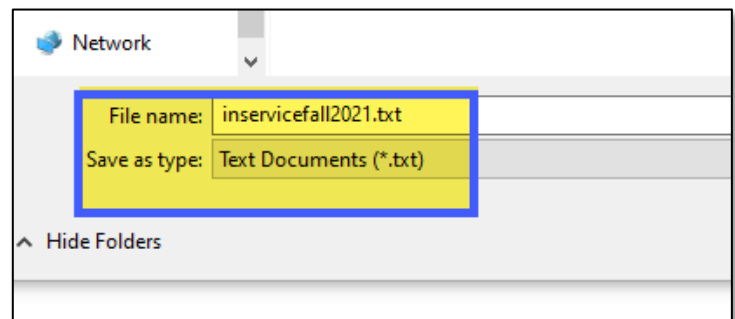 Network
File name: inservicefall2021.txt
Save as type: Text Documents (*.txt)
Hide Folders